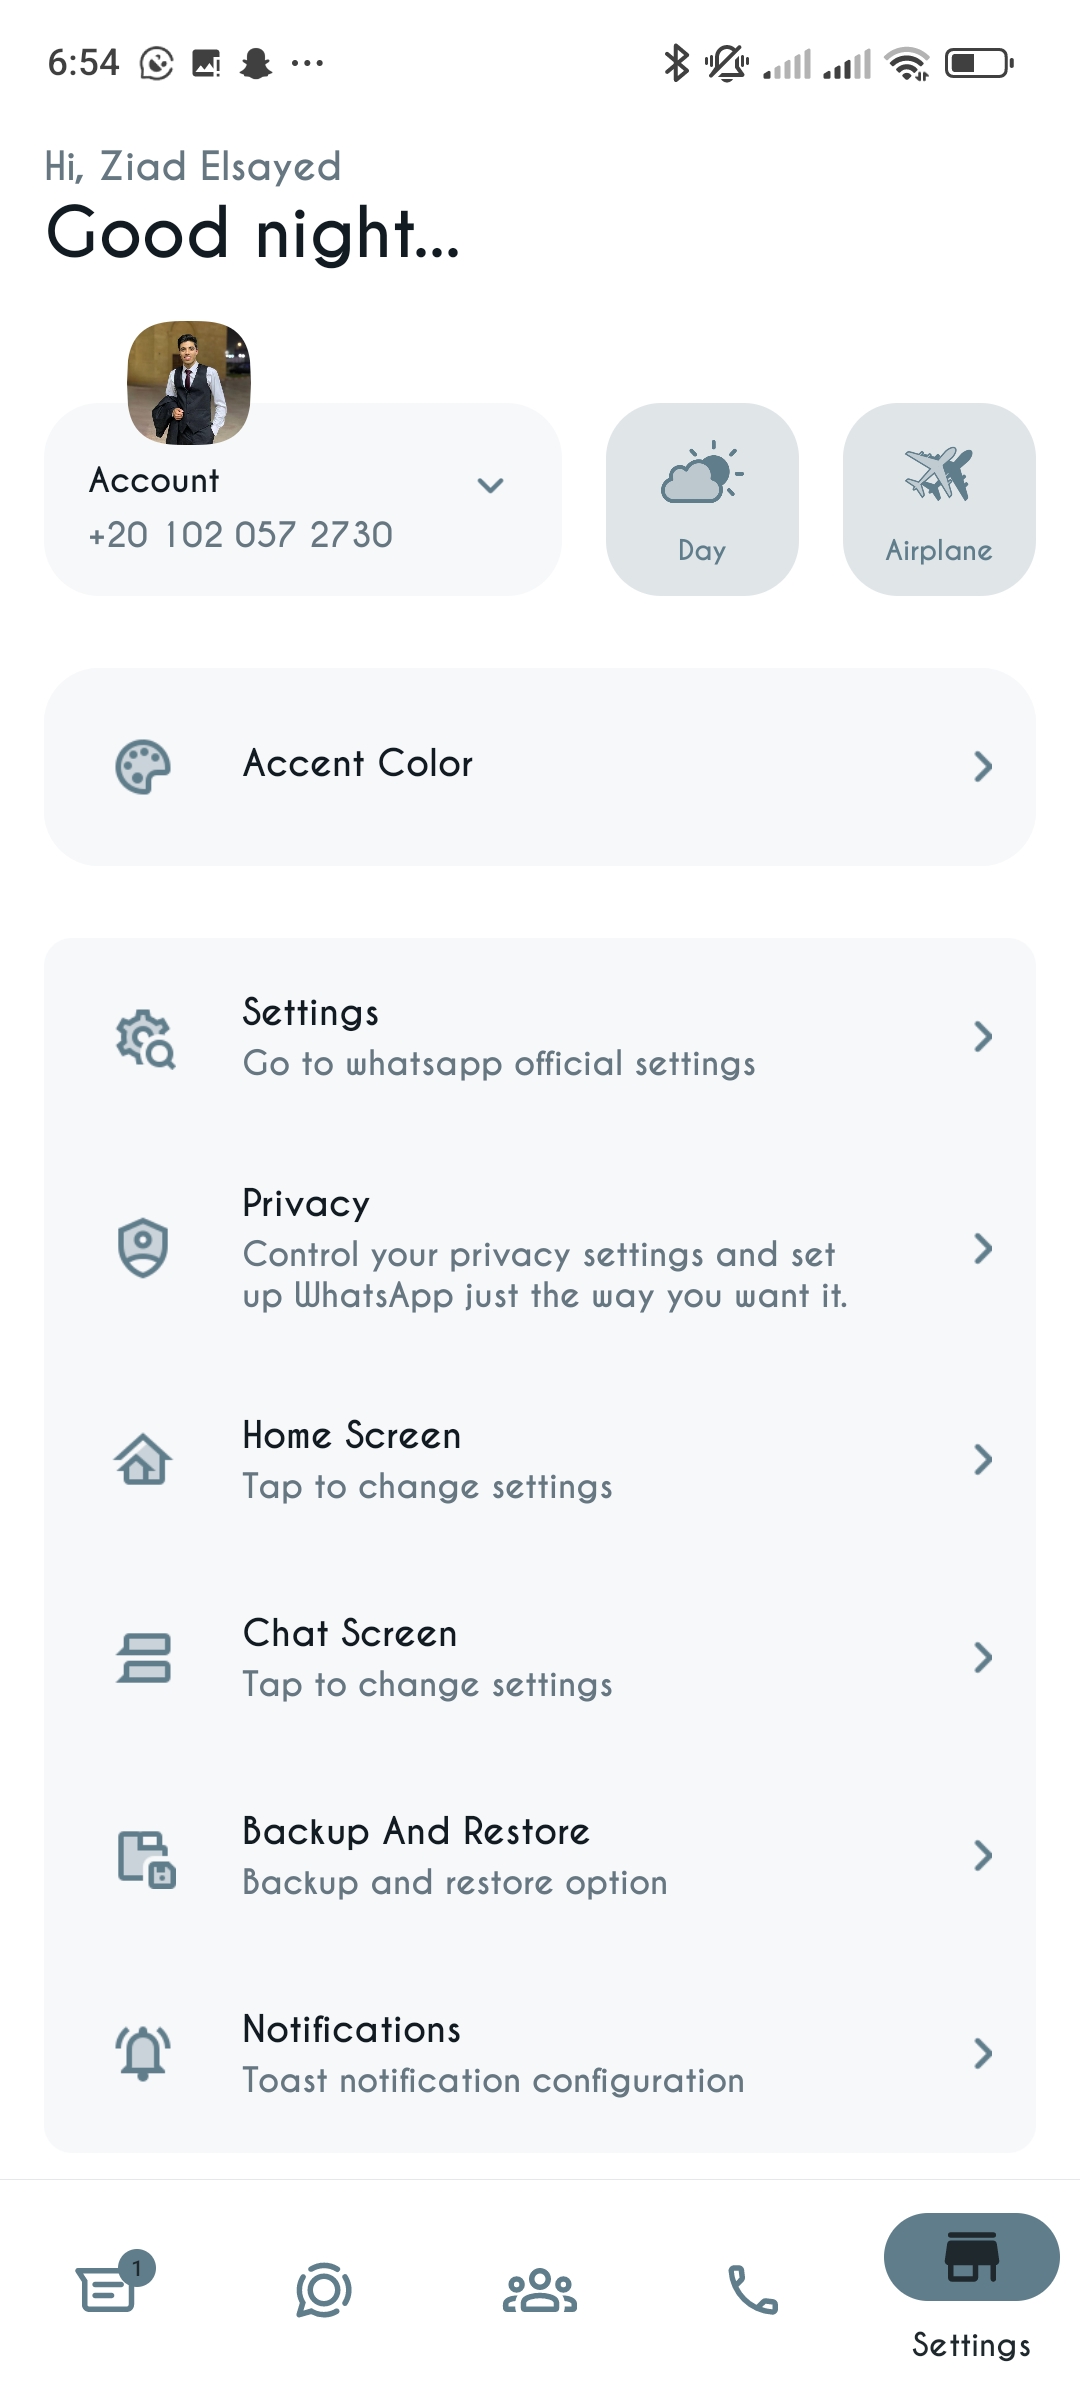 6:54
Hi, Ziad Elsayed
Good night...
Account
+20 102 057 2730
Day
Airplane
Accent Color
Settings
Go to whatsapp official settings
Privacy
Control your privacy settings and set
up WhatsApp just the way you want it.
Home Screen
Tap to change settings
Chat Screen
Tap to change settings
Backup And Restore
Backup and restore option
Notifications
Toast notification configuration
1
Settings